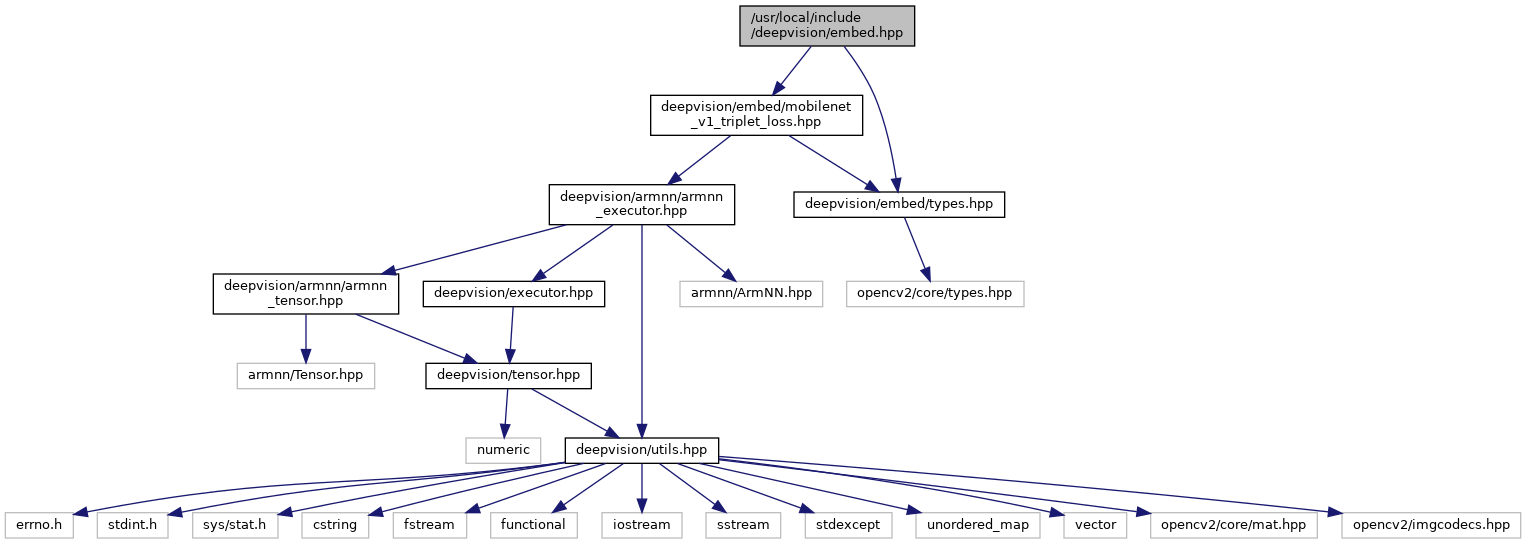 /usr/local/include
/deepvision/embed.hpp
deepvision/embed/mobilenet
_v1_triplet_loss.hpp
deepvision/armnn/armnn
_executor.hpp
deepvision/embed/types.hpp
deepvision/armnn/armnn
_tensor.hpp
deepvision/executor.hpp
armnn/ArmNN.hpp
opencv2/core/types.hpp
armnn/Tensor.hpp
deepvision/tensor.hpp
numeric
deepvision/utils.hpp
errno.h
stdint.h
sys/stat.h
cstring
fstream
functional
iostream
sstream
stdexcept
unordered_map
vector
opencv2/core/mat.hpp
opencv2/imgcodecs.hpp